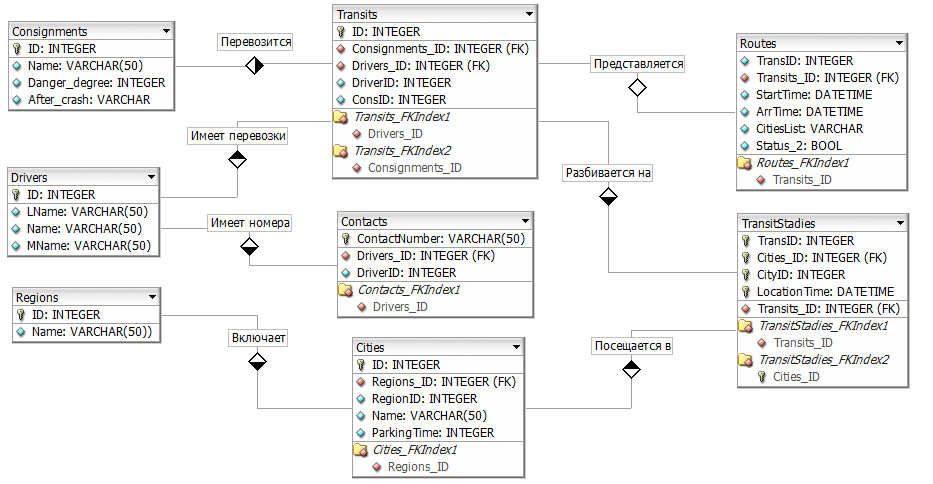 Consignments
ID: INTEGER
Name: VARCHAR(50)
Danger_degree: INTEGER
After_crash: VARCHAR
Перевозится
Transits
ID: INTEGER
Consignments_ID: INTEGER (FK)
Drivers_ID: INTEGER (FK)
DriverID: INTEGER
ConsID: INTEGER
Transits_FKIndex1
Drivers_ID
Transits_FKIndex2
Consignments_ID
Представляется
Routes
TransID: INTEGER
Transits_ID: INTEGER (FK)
StartTime: DATETIME
ArrTime: DATETIME
CitiesList: VARCHAR
Status_2: BOOL
Routes_FKIndex1
Transits_ID
Имеет перевозки
Drivers
ID: INTEGER
LName: VARCHAR(50)
Name: VARCHAR(50)
MName: VARCHAR(50)
Имеет номера
Contacts
ContactNumber: VARCHAR(50)
Drivers_ID: INTEGER (FK)
DriverID: INTEGER
Contacts_FKIndex1
Drivers_ID
Разбивается на
TransitStadies
TransID: INTEGER
Cities_ID: INTEGER (FK)
CityID: INTEGER
LocationTime: DATETIME
Transits_ID: INTEGER (FK)
TransitStadies_FKIndex1
Transits_ID
TransitStadies_FKIndex2
Cities_ID
Regions
ID: INTEGER
Name: VARCHAR(50))
Включает
Cities
ID: INTEGER
Regions_ID: INTEGER (FK)
RegionID: INTEGER
Name: VARCHAR(50)
ParkingTime: INTEGER
Cities_FKIndex1
Regions_ID
Посещается в